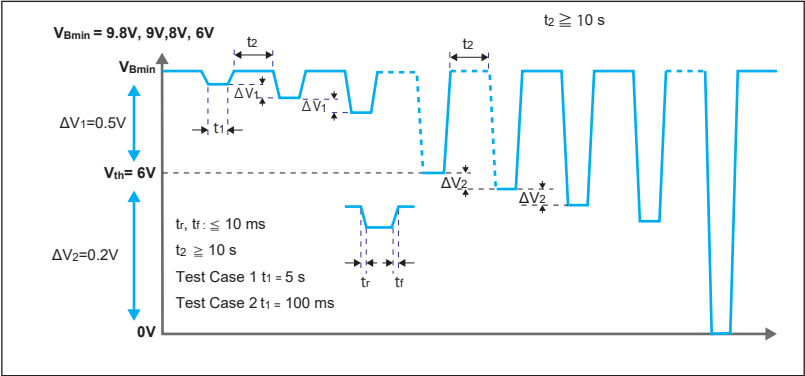 t2 ≧ 10 s
VBmin = 9.8V, 9V,8V, 6V
t2
t2
VBmin
ΔV1
ΔV1
ΔV1=0.5V
t1
Vth= 6V
ΔV2
ΔV2
tr, tf : ≦ 10 ms
t2 ≧ 10 s
ΔV2=0.2V
Test Case 1 t1 = 5 s
tr
tf
Test Case 2 t1 = 100 ms
0V